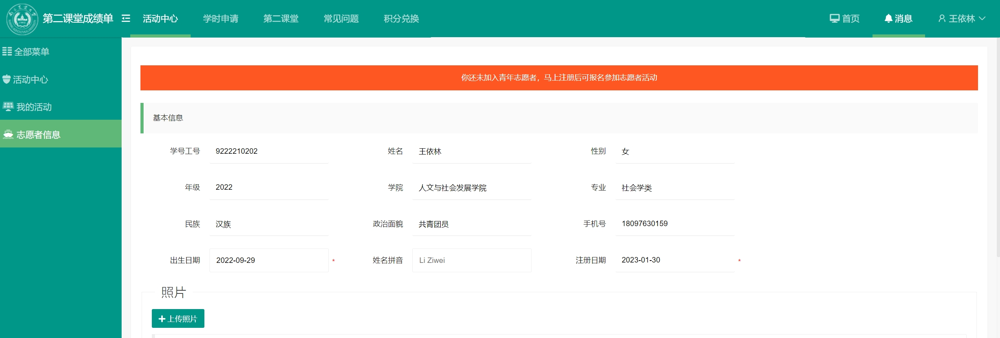 第二课堂成绩单 活动中心 学时申请 第二课堂 常见问题 积分兑换 首页 消息 王依林
全部菜单
活动中心
我的活动
志愿者信息
你还未加入青年志愿者，马上注册后可报名参加志愿者活动
基本信息
学号工号 9222210202 姓名 王依林 性别 女
年级 2022 学院 人文与社会发展学院 专业 社会学类
民族 汉族 政治面貌 共青团员 手机号 18097630159
出生日期 2022-09-29 * 姓名拼音 Li Ziwei 注册日期 2023-01-30 *
照片
上传照片